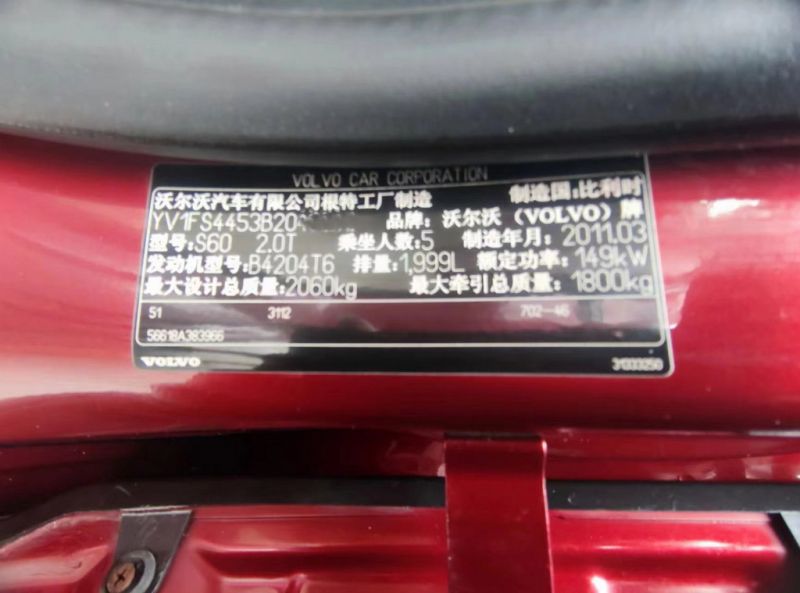 VOLVO CAR CORPORATION
沃尔沃汽车有限公司根特工厂制造 制造国:比利时
YV1FS4453B20 品牌: 沃尔沃 (VOLVO) 牌
型号:S60 2.0T 乘坐人数:5 制造年月: 2011.03
发动机型号:B4204T6 排量:1,999L 额定功率: 149kW
最大设计总质量:2060kg 最大牵引总质量: 1800kg
51 3112 702-46
56618A383966
VOLVO 31333259